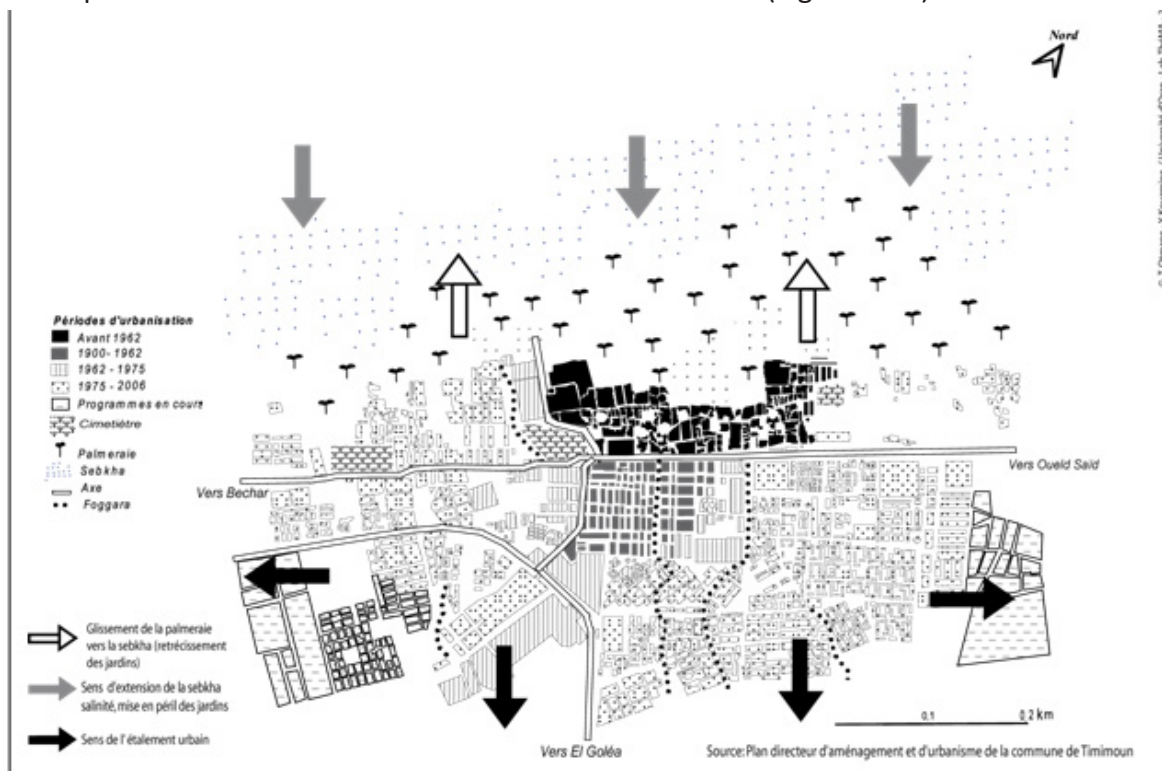 Nord
Périodes d'urbanisation
Avant 1962
1900- 1962
1962 - 1975
1975 - 2006
Programmes en cours
Cimetiètre
Palmeraie
Sebkha
Axe
Foggara
Vers Bechar
Vers Oueld Saïd
Glissement de la palmeraie
vers la sebkha (retrécissement
des jardins)
Sens d'extension de la sebkha
salinité, mise en péril des jardins
Sens de l'étalement urbain
Vers El Goléa
0,1
0,2 km
Source: Plan directeur d'aménagement et d'urbanisme de la commune de Timimoun